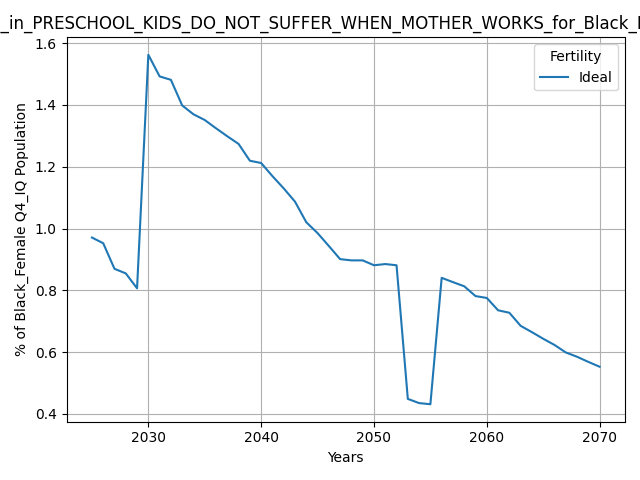 _in_PRESCHOOL_KIDS_DO_NOT_SUFFER_WHEN_MOTHER_WORKS_for_Black_
Fertility
Ideal
% of Black_Female Q4_IQ Population
1.6
1.4
1.2
1.0
0.8
0.6
0.4
2030
2040
2050
2060
2070
Years